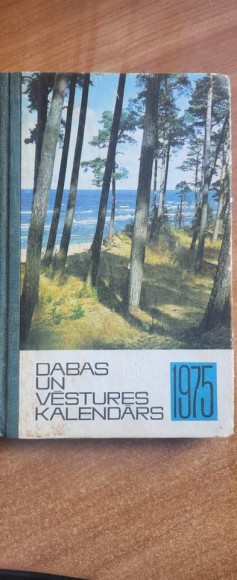 DABAS
UN
VĒSTURES
KALENDĀRS
1975